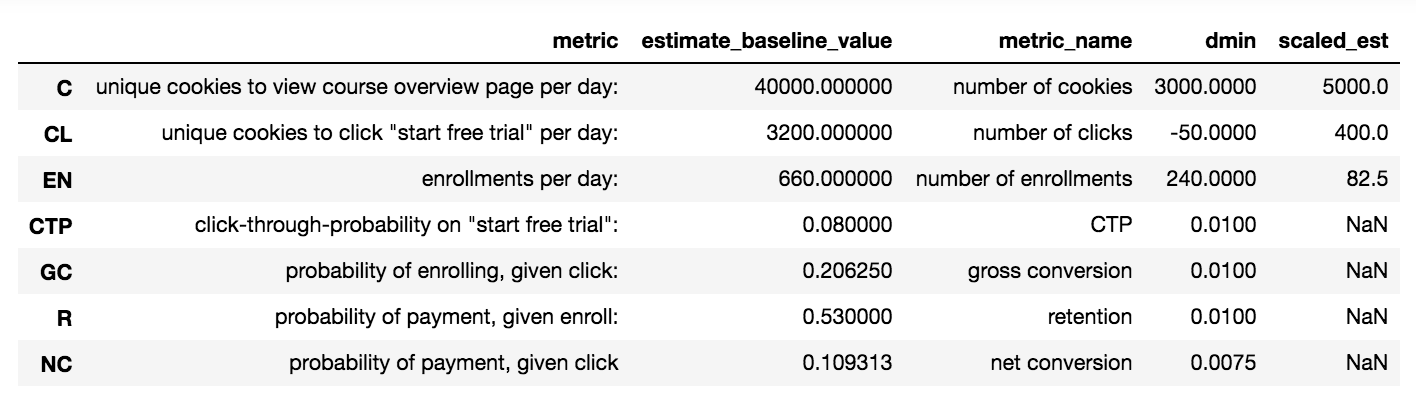 metric estimate_baseline_value metric_name dmin scaled_est
C unique cookies to view course overview page per day: 40000.000000 number of cookies 3000.0000 5000.0
CL unique cookies to click "start free trial" per day: 3200.000000 number of clicks -50.0000 400.0
EN enrollments per day: 660.000000 number of enrollments 240.0000 82.5
CTP click-through-probability on "start free trial": 0.080000 CTP 0.0100 NaN
GC probability of enrolling, given click: 0.206250 gross conversion 0.0100 NaN
R probability of payment, given enroll: 0.530000 retention 0.0100 NaN
NC probability of payment, given click 0.109313 net conversion 0.0075 NaN